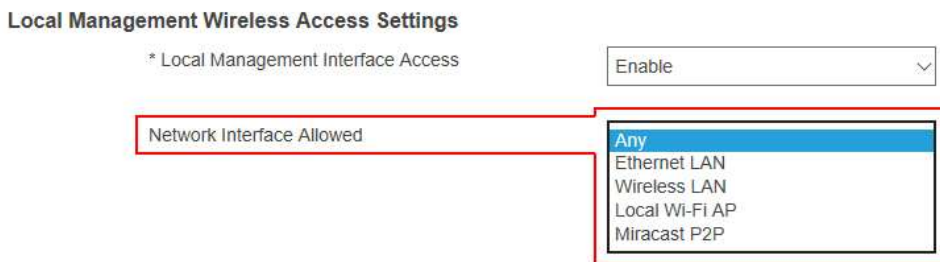 Local Management Wireless Access Settings
* Local Management Interface Access
Enable
Network Interface Allowed
Any
Ethernet LAN
Wireless LAN
Local Wi-Fi AP
Miracast P2P